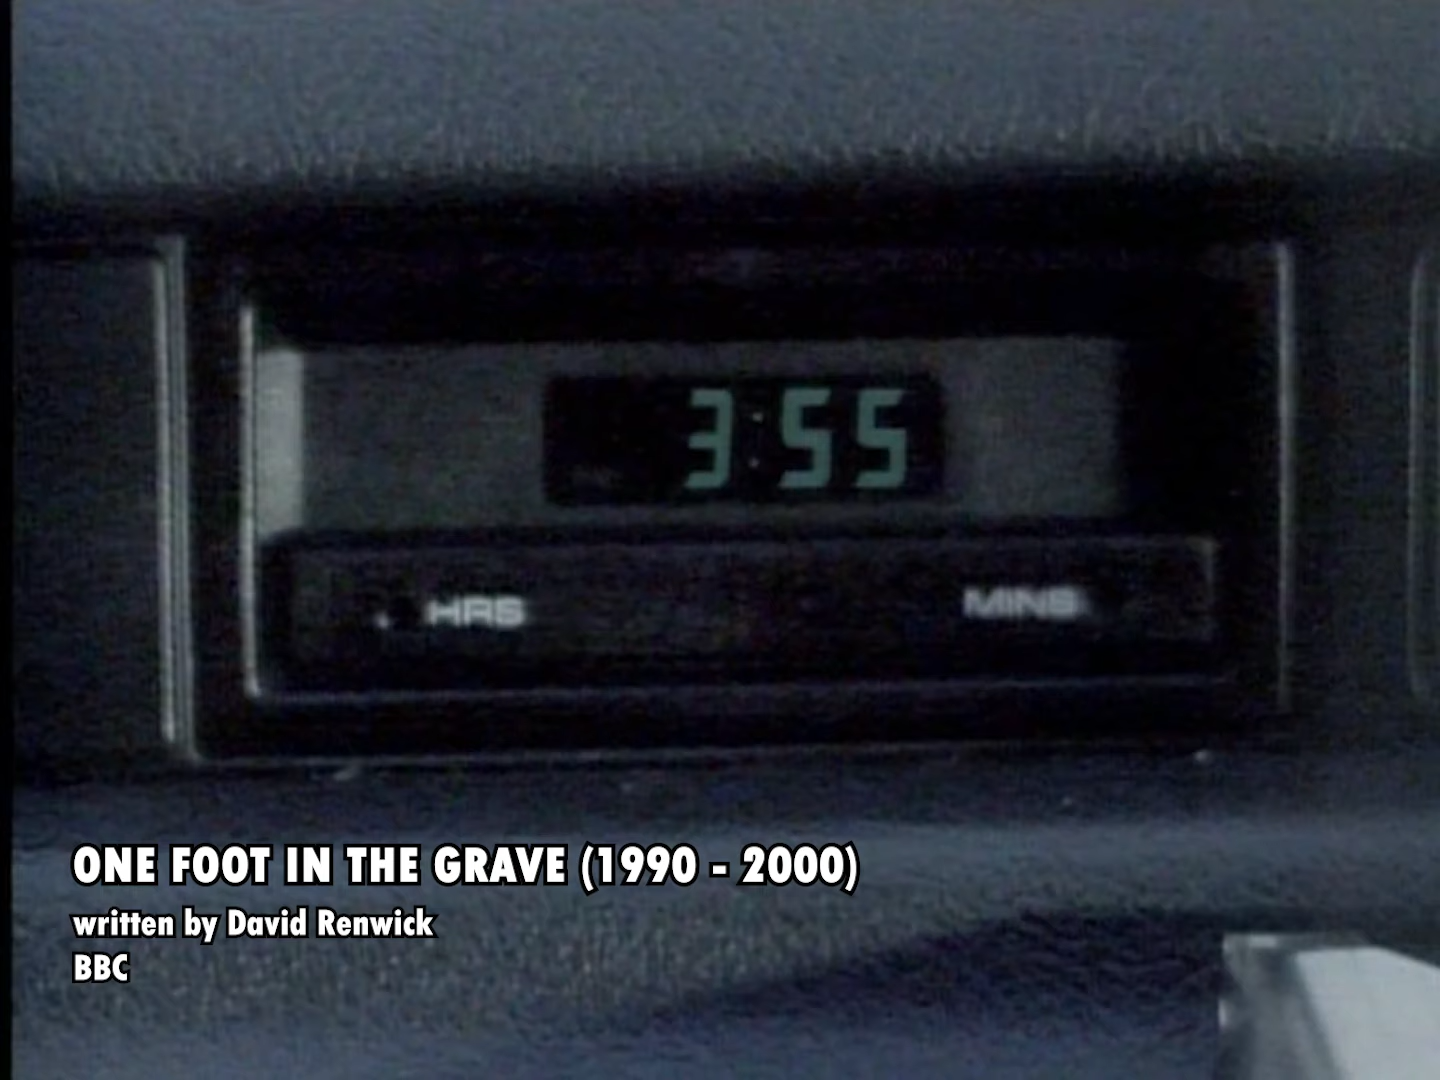 3:55
HRS MINS
ONE FOOT IN THE GRAVE (1990 - 2000)
written by David Renwick
BBC